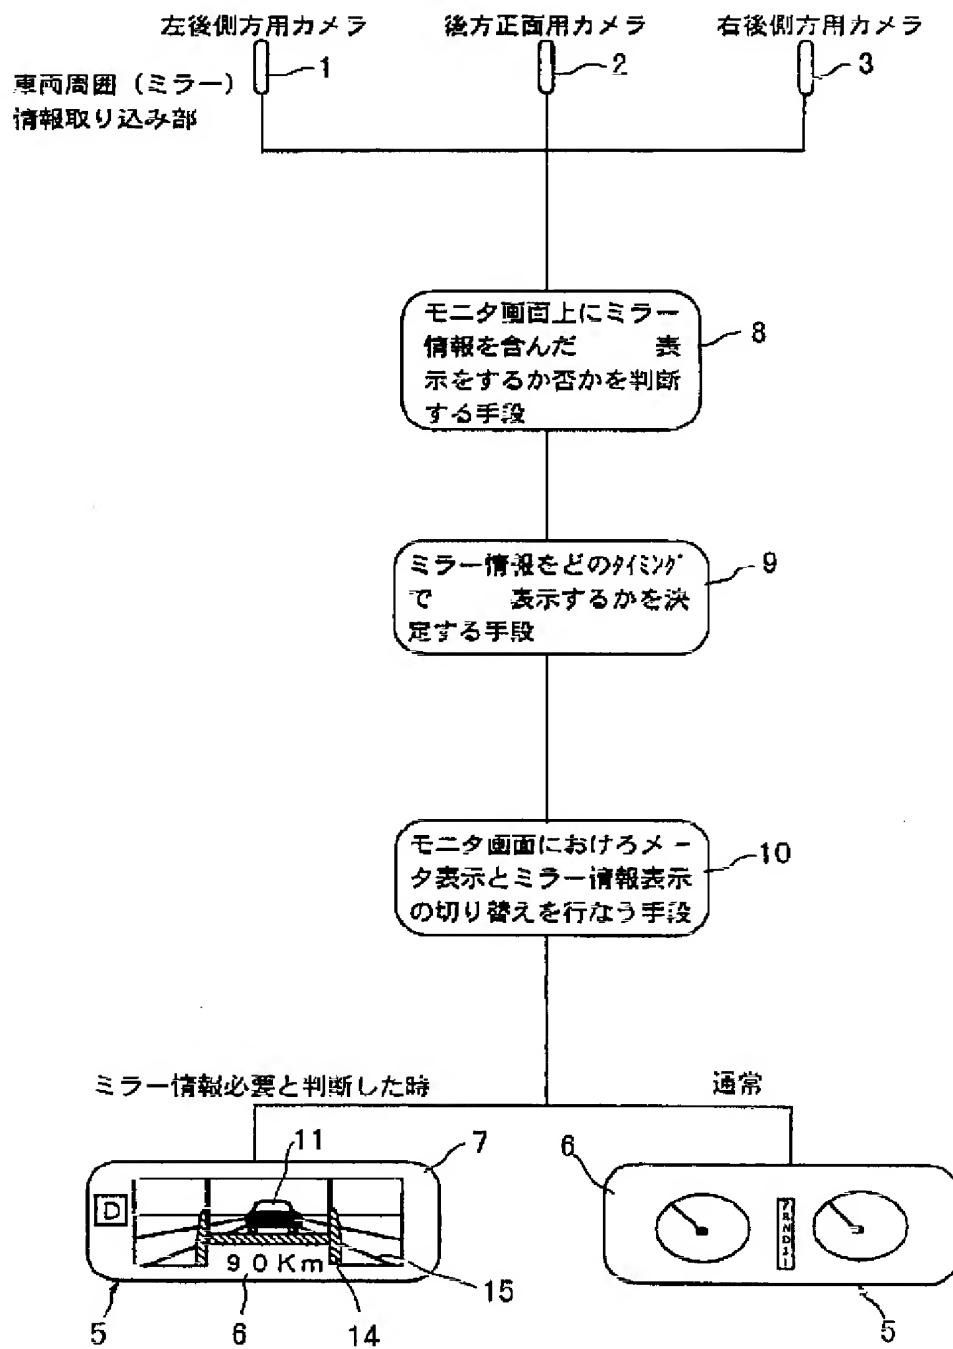 左後側方用カメラ 後方正面用カメラ 右後側方用カメラ
1 2 3
車両周囲（ミラー）
情報取り込み部
モニタ画面上にミラー
情報を含んだ 表
示をするか否かを判断
する手段
8
ミラー情報をどのﾀｲﾐﾝｸﾞ
で 表示するかを決
定する手段
9
モニタ画面におけるメー
タ表示とミラー情報表示
の切り替えを行なう手段
10
ミラー情報必要と判断した時 通常
11 7 6
D
90Km
5 6 14 15 5